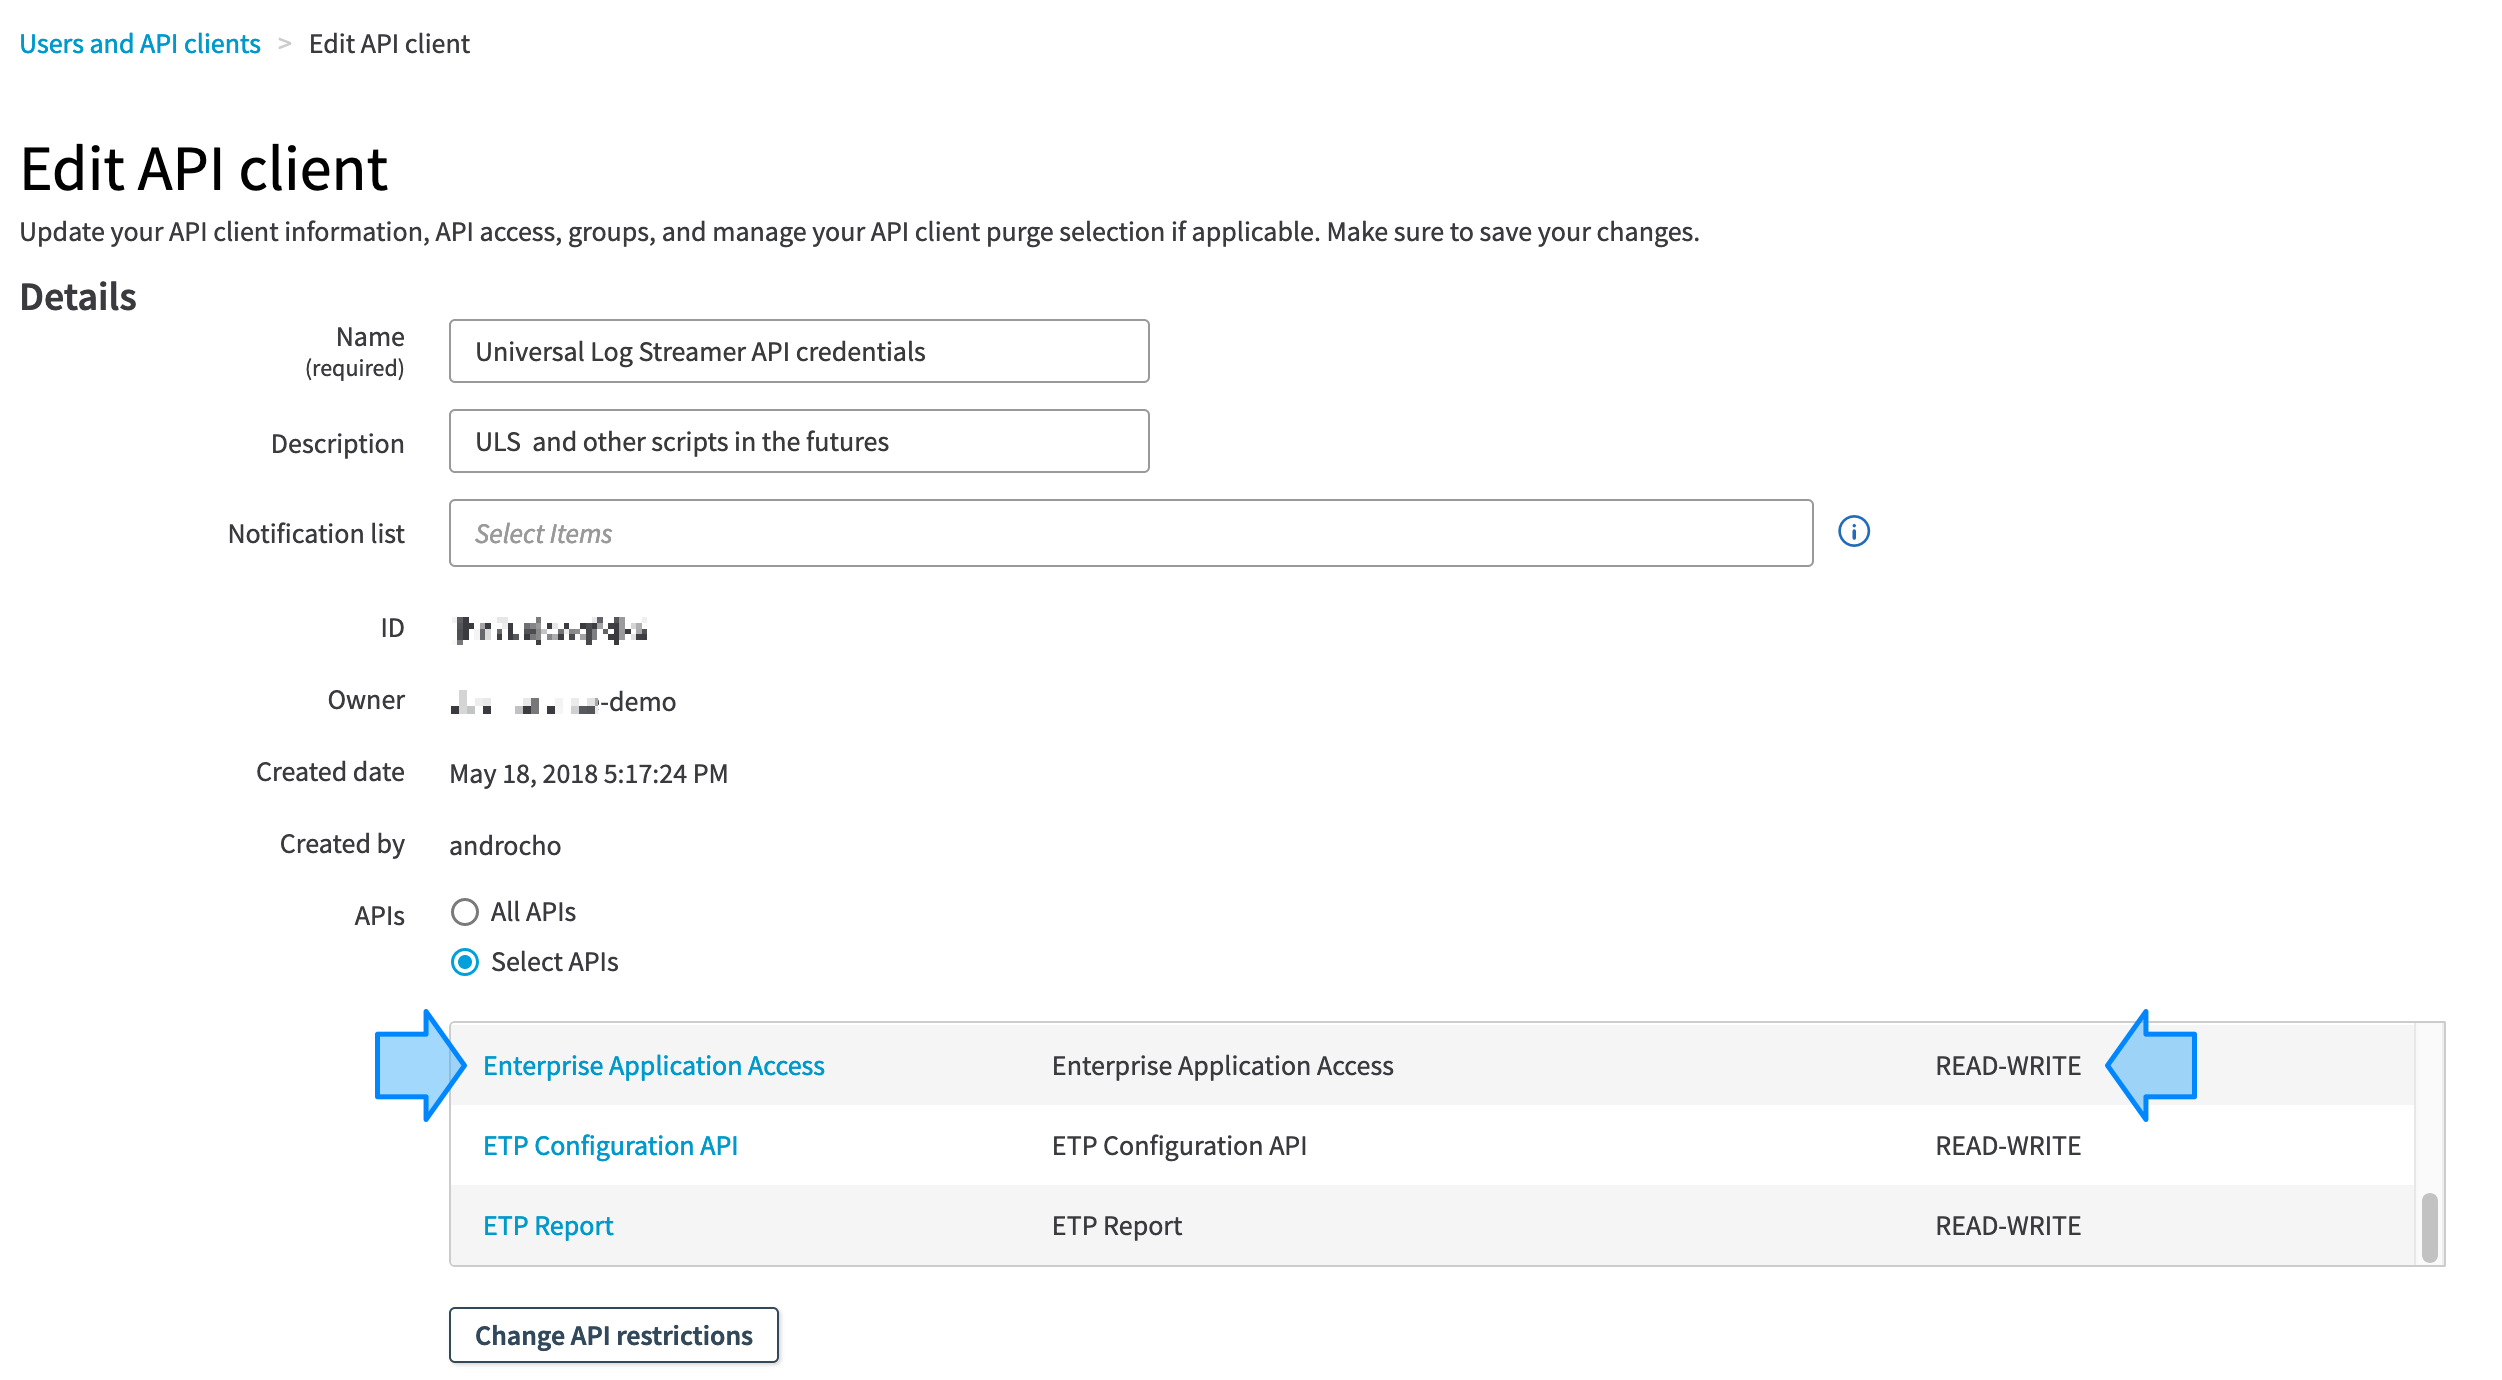 Users and API clients > Edit API client
Edit API client
Update your API client information, API access, groups, and manage your API client purge selection if applicable. Make sure to save your changes.
Details
Name
(required)
Universal Log Streamer API credentials
Description
ULS  and other scripts in the futures
Notification list
Select Items
ID
Owner
-demo
Created date
May 18, 2018 5:17:24 PM
Created by
androcho
APIs
All APIs
Select APIs
Enterprise Application Access Enterprise Application Access READ-WRITE
ETP Configuration API ETP Configuration API READ-WRITE
ETP Report ETP Report READ-WRITE
Change API restrictions